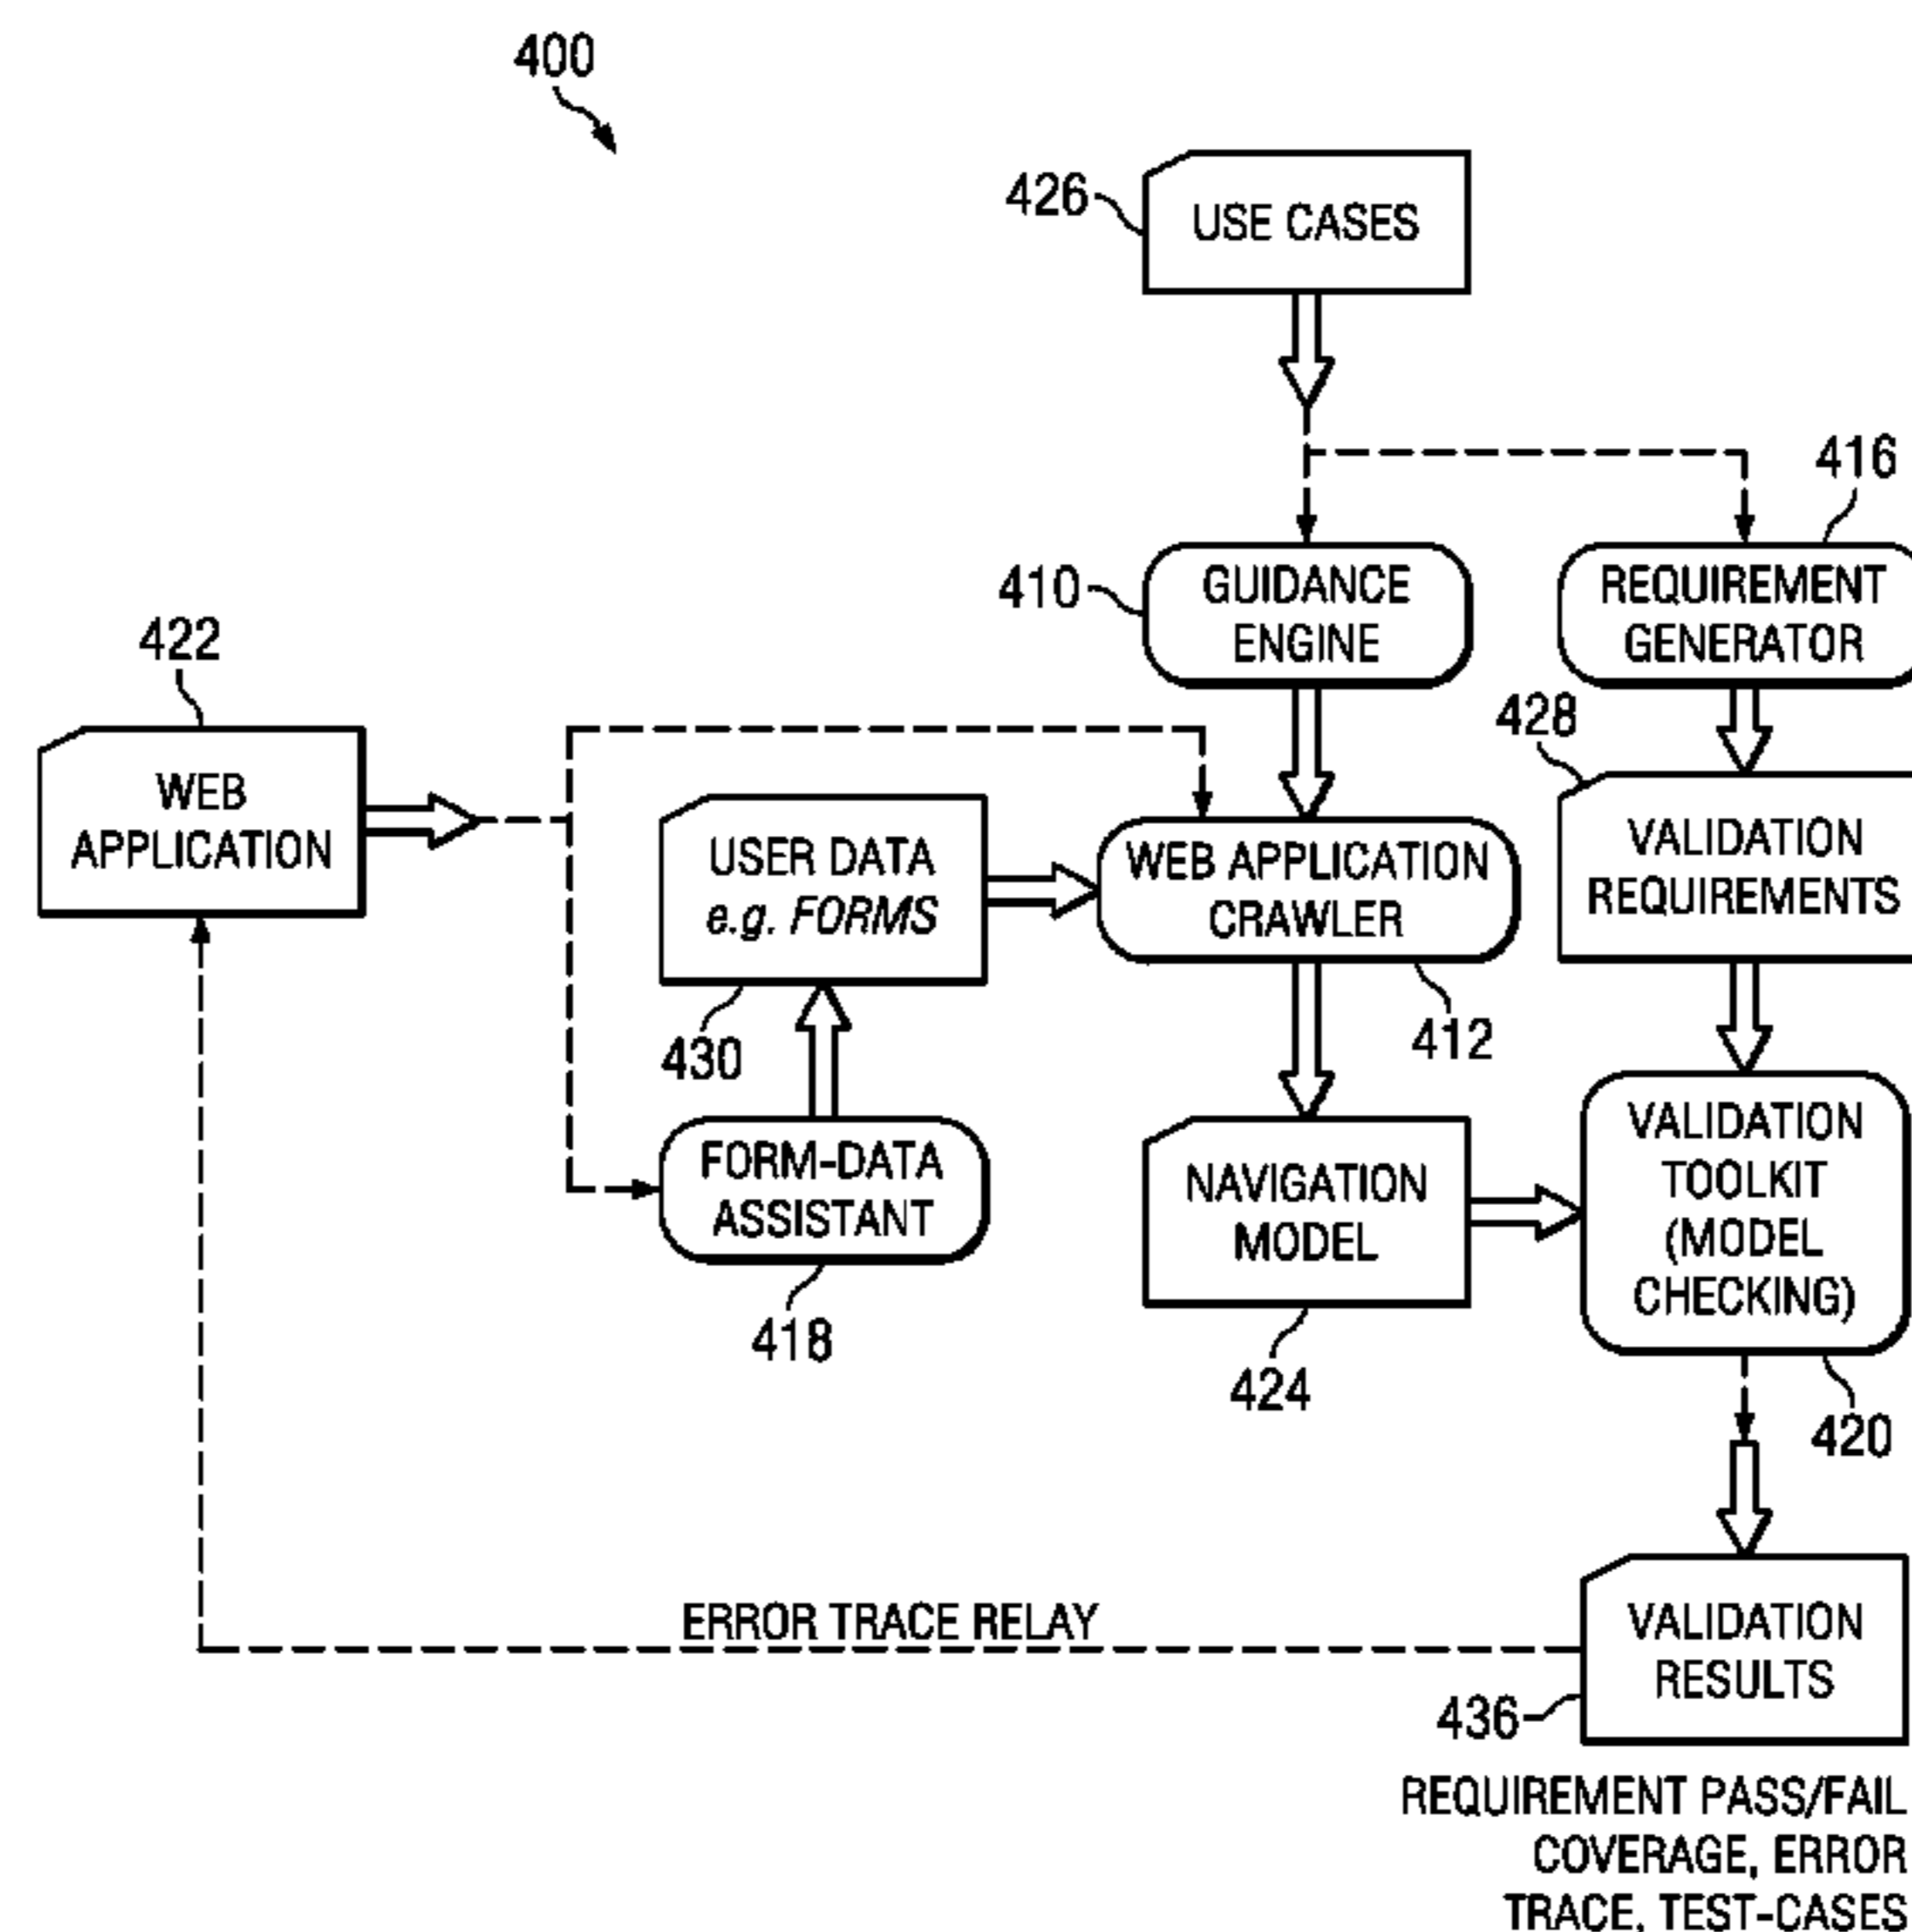 400
426
USE CASES
416
410
GUIDANCE
ENGINE
REQUIREMENT
GENERATOR
422
428
WEB
APPLICATION
USER DATA
e.g. FORMS
WEB APPLICATION
CRAWLER
VALIDATION
REQUIREMENTS
430
412
FORM-DATA
ASSISTANT
418
NAVIGATION
MODEL
424
VALIDATION
TOOLKIT
(MODEL
CHECKING)
420
ERROR TRACE RELAY
VALIDATION
RESULTS
436
REQUIREMENT PASS/FAIL
COVERAGE, ERROR
TRACE, TEST-CASES